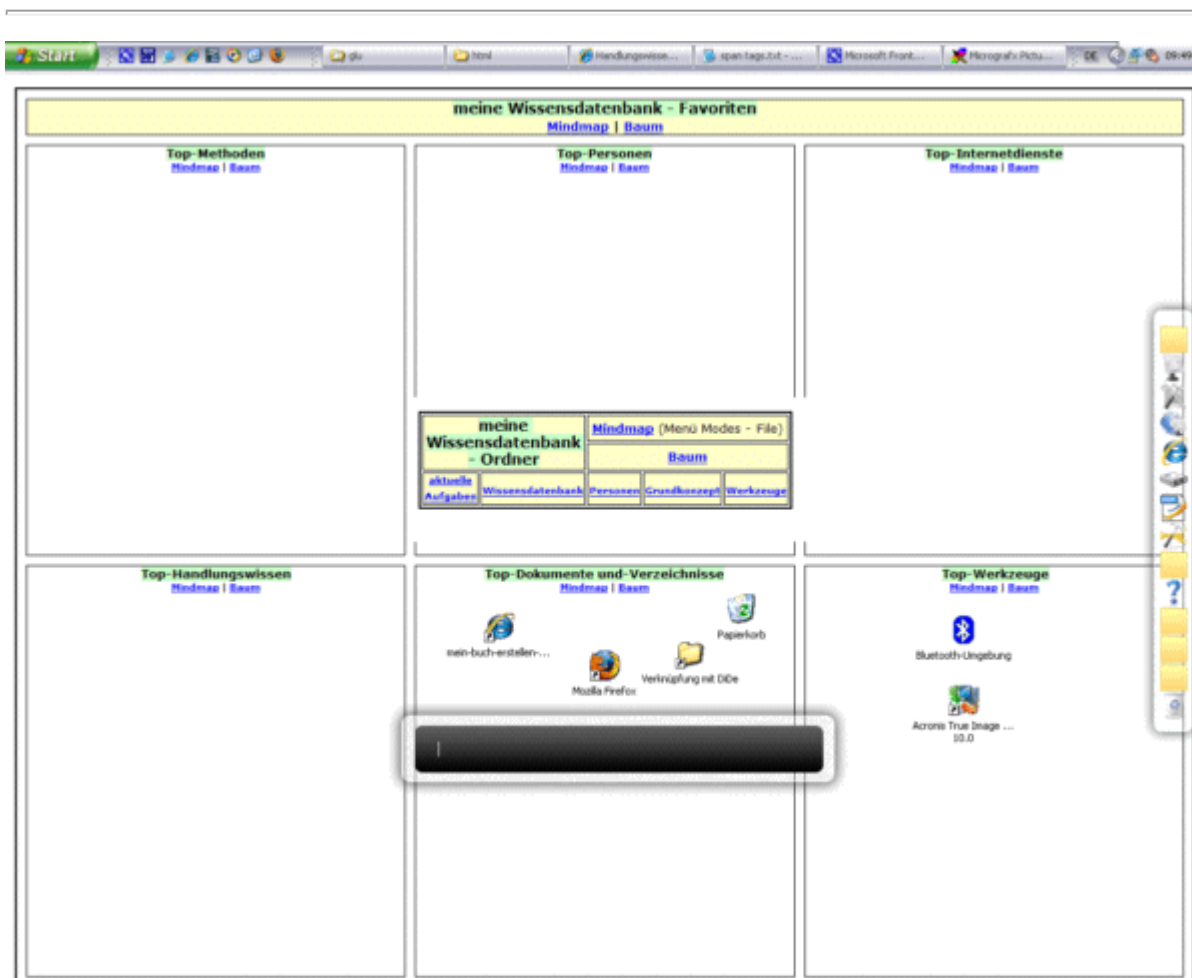 Start
glu
html
Handlungswisse...
span tags.txt - ...
Microsoft Front...
Micrografx Pictu...
DE
09:49
meine Wissensdatenbank - Favoriten
Mindmap | Baum
Top-Methoden
Mindmap | Baum
Top-Personen
Mindmap | Baum
Top-Internetdienste
Mindmap | Baum
meine
Wissensdatenbank
- Ordner
Mindmap (Menü Modes - File)
Baum
aktuelle
Aufgaben
Wissensdatenbank
Personen
Grundkonzept
Werkzeuge
Top-Handlungswissen
Mindmap | Baum
Top-Dokumente und-Verzeichnisse
Mindmap | Baum
Top-Werkzeuge
Mindmap | Baum
mein-buch-erstellen-...
Mozilla Firefox
Verknüpfung mit DiDe
Papierkorb
Bluetooth-Umgebung
Acronis True Image ...
10.0